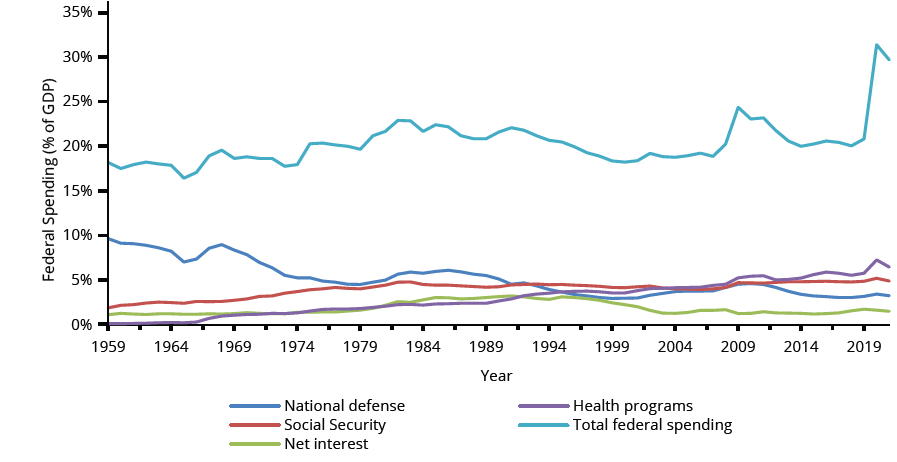 35%
30%
25%
20%
15%
10%
5%
0%
Federal Spending (% of GDP)
1959 1964 1969 1974 1979 1984 1989 1994 1999 2004 2009 2014 2019
Year
National defense Health programs
Social Security Total federal spending
Net interest